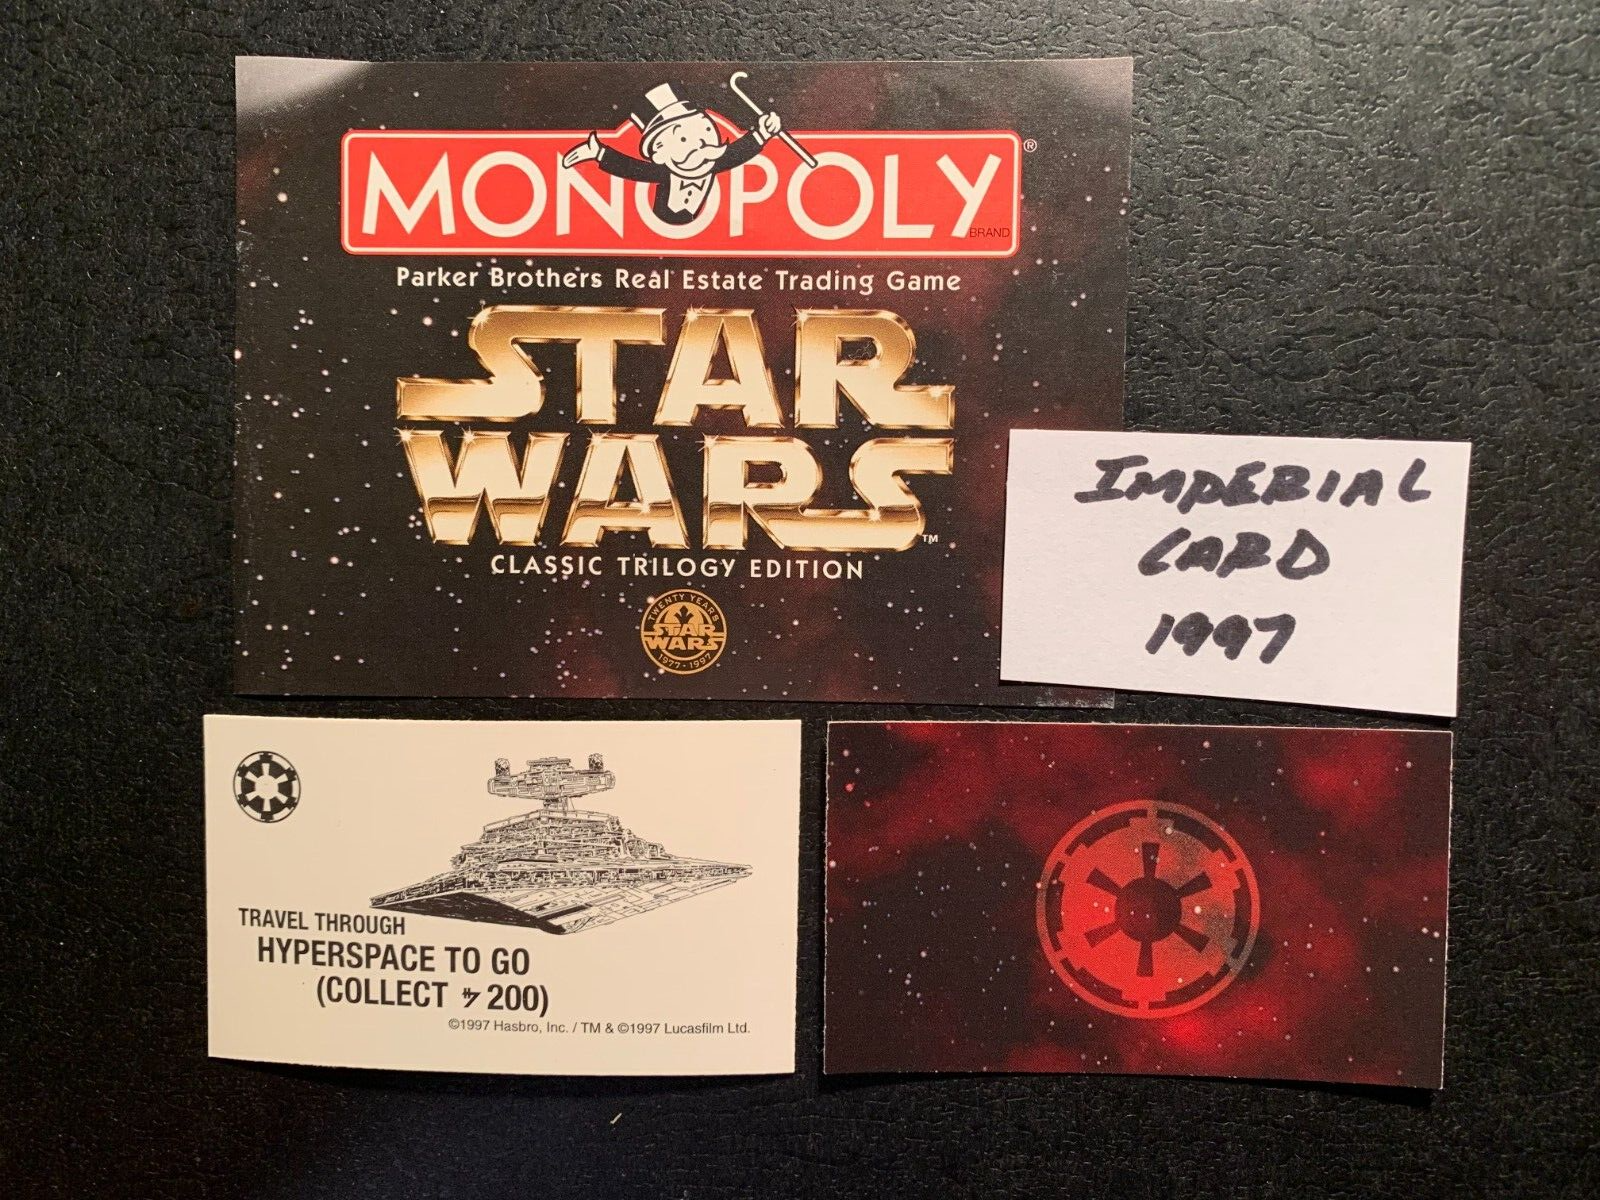 MONOPOLY®
BRAND
Parker Brothers Real Estate Trading Game
STAR
WARS™
CLASSIC TRILOGY EDITION
TWENTY YEARS
STAR
WARS
1977-1997
IMPERIAL
CARD
1997
TRAVEL THROUGH
HYPERSPACE TO GO
(COLLECT 200)
©1997 Hasbro, Inc. / TM & ©1997 Lucasfilm Ltd.